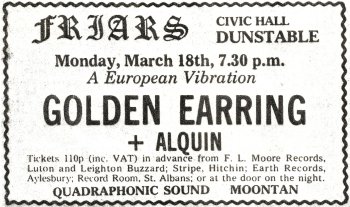 FRIARS CIVIC HALL
DUNSTABLE
Monday, March 18th, 7.30 p.m.
A European Vibration
GOLDEN EARRING
+ ALQUIN
Tickets 110p (inc. VAT) in advance from F. L. Moore Records,
Luton and Leighton Buzzard; Stripe, Hitchin; Earth Records,
Aylesbury; Record Room, St. Albans; or at the door on the night.
QUADRAPHONIC SOUND MOONTAN